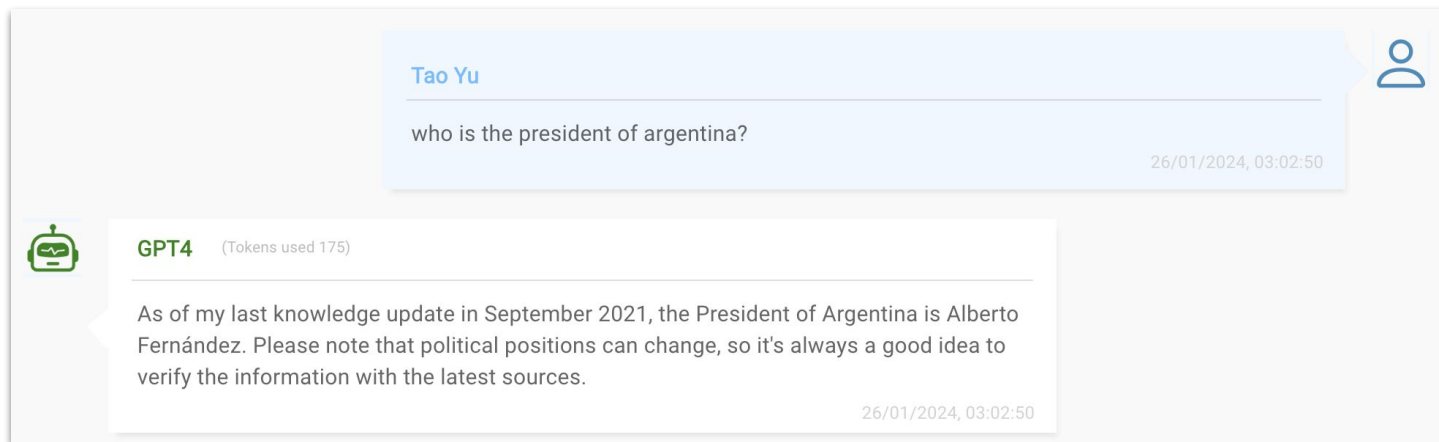 Tao Yu
who is the president of argentina?
26/01/2024, 03:02:50
GPT4 (Tokens used 175)
As of my last knowledge update in September 2021, the President of Argentina is Alberto
Fernández. Please note that political positions can change, so it's always a good idea to
verify the information with the latest sources.
26/01/2024, 03:02:50